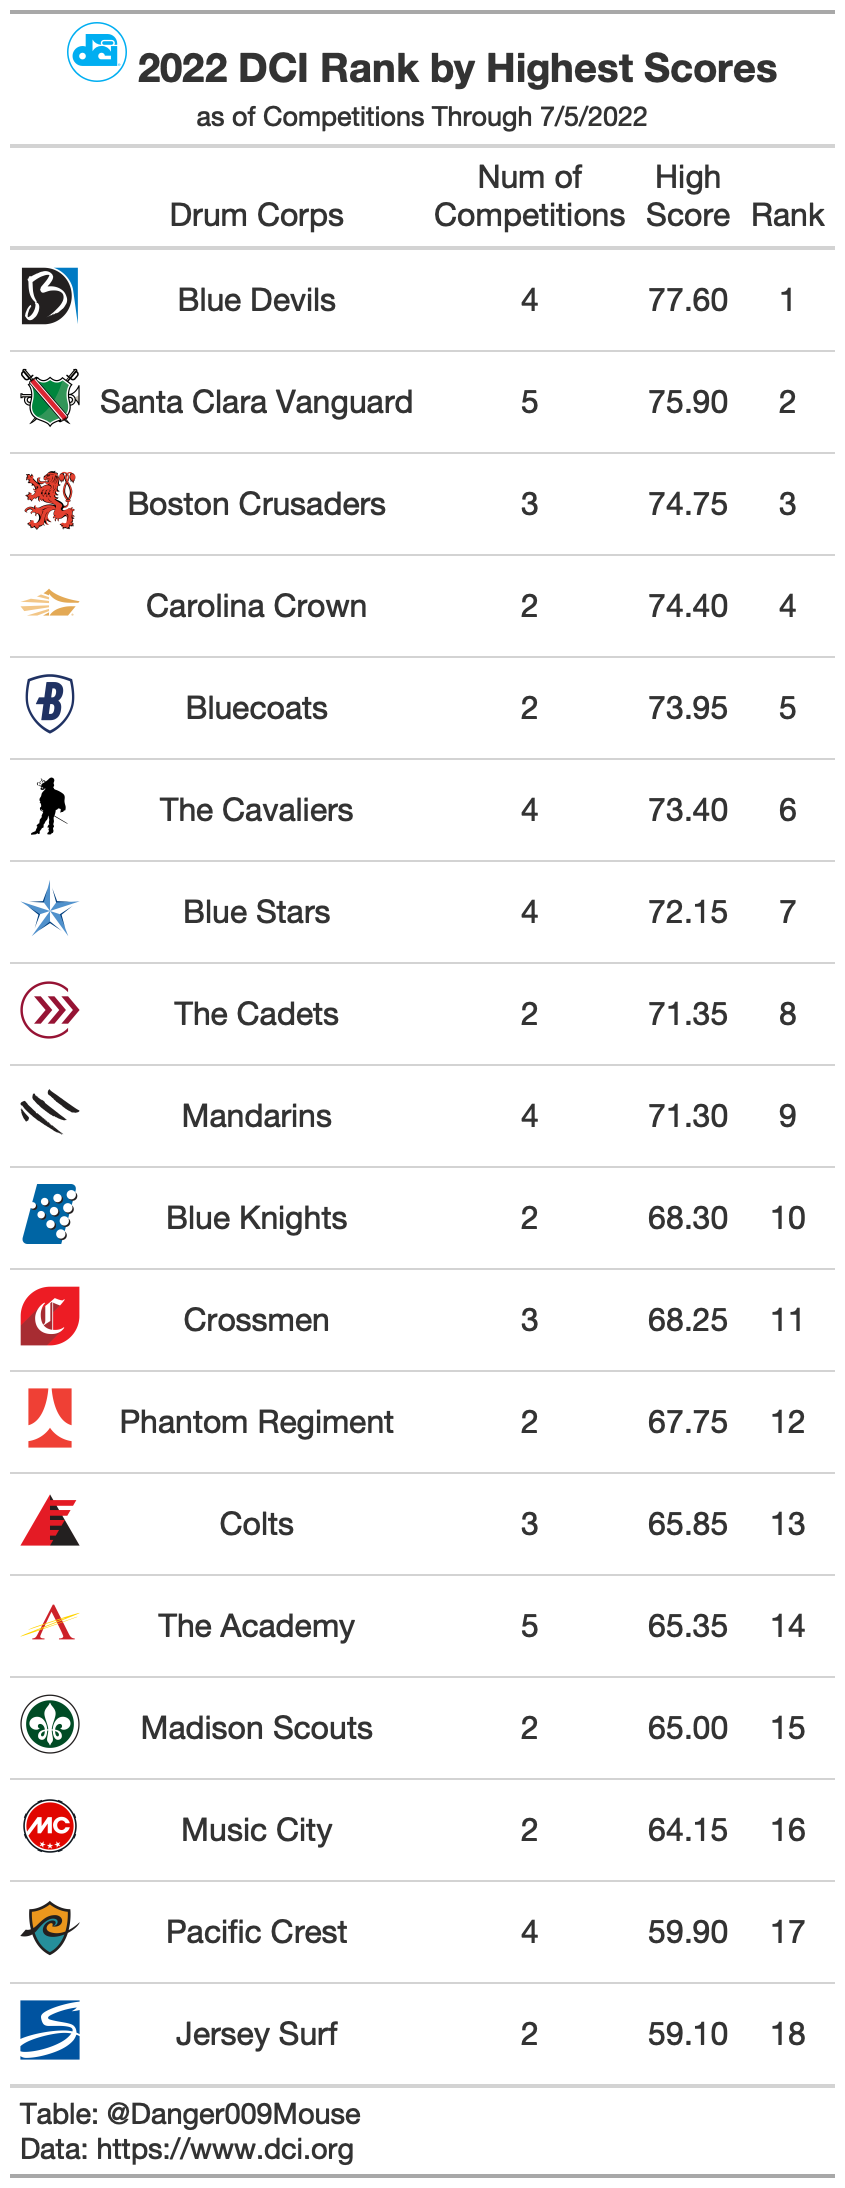 dci
2022 DCI Rank by Highest Scores
as of Competitions Through 7/5/2022
Drum Corps Num of Competitions High Score Rank
B Blue Devils 4 77.60 1
Santa Clara Vanguard 5 75.90 2
Boston Crusaders 3 74.75 3
Carolina Crown 2 74.40 4
B Bluecoats 2 73.95 5
The Cavaliers 4 73.40 6
Blue Stars 4 72.15 7
The Cadets 2 71.35 8
Mandarins 4 71.30 9
Blue Knights 2 68.30 10
C Crossmen 3 68.25 11
Phantom Regiment 2 67.75 12
Colts 3 65.85 13
A The Academy 5 65.35 14
Madison Scouts 2 65.00 15
MC Music City 2 64.15 16
Pacific Crest 4 59.90 17
S Jersey Surf 2 59.10 18
Table: @Danger009Mouse
Data: https://www.dci.org